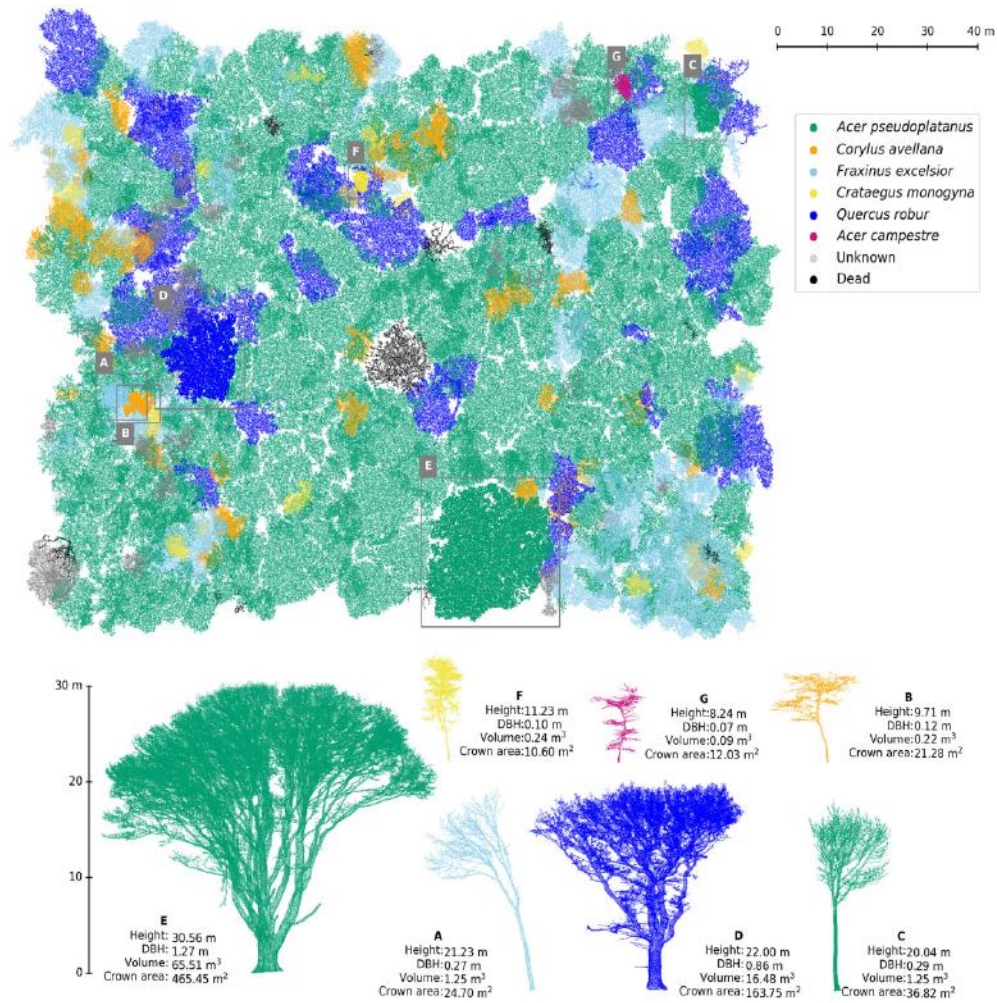 0 10 20 30 40 m
G
C
F
D
A
B
E
Acer pseudoplatanus
Corylus avellana
Fraxinus excelsior
Crataegus monogyna
Quercus robur
Acer campestre
Unknown
Dead
30 m
20
10
0
F
Height:11.23 m
DBH:0.10 m
Volume:0.24 m³
Crown area:10.60 m²
G
Height:8.24 m
DBH:0.07 m
Volume:0.09 m³
Crown area:12.03 m²
B
Height:9.71 m
DBH:0.12 m
Volume:0.22 m³
Crown area:21.28 m²
E
Height: 30.56 m
DBH: 1.27 m
Volume: 65.51 m³
Crown area: 465.45 m²
A
Height:21.23 m
DBH:0.27 m
Volume:1.25 m³
Crown area:24.70 m²
D
Height:22.00 m
DBH:0.86 m
Volume:16.48 m³
Crown area:163.75 m²
C
Height:20.04 m
DBH:0.29 m
Volume:1.25 m³
Crown area:36.82 m²